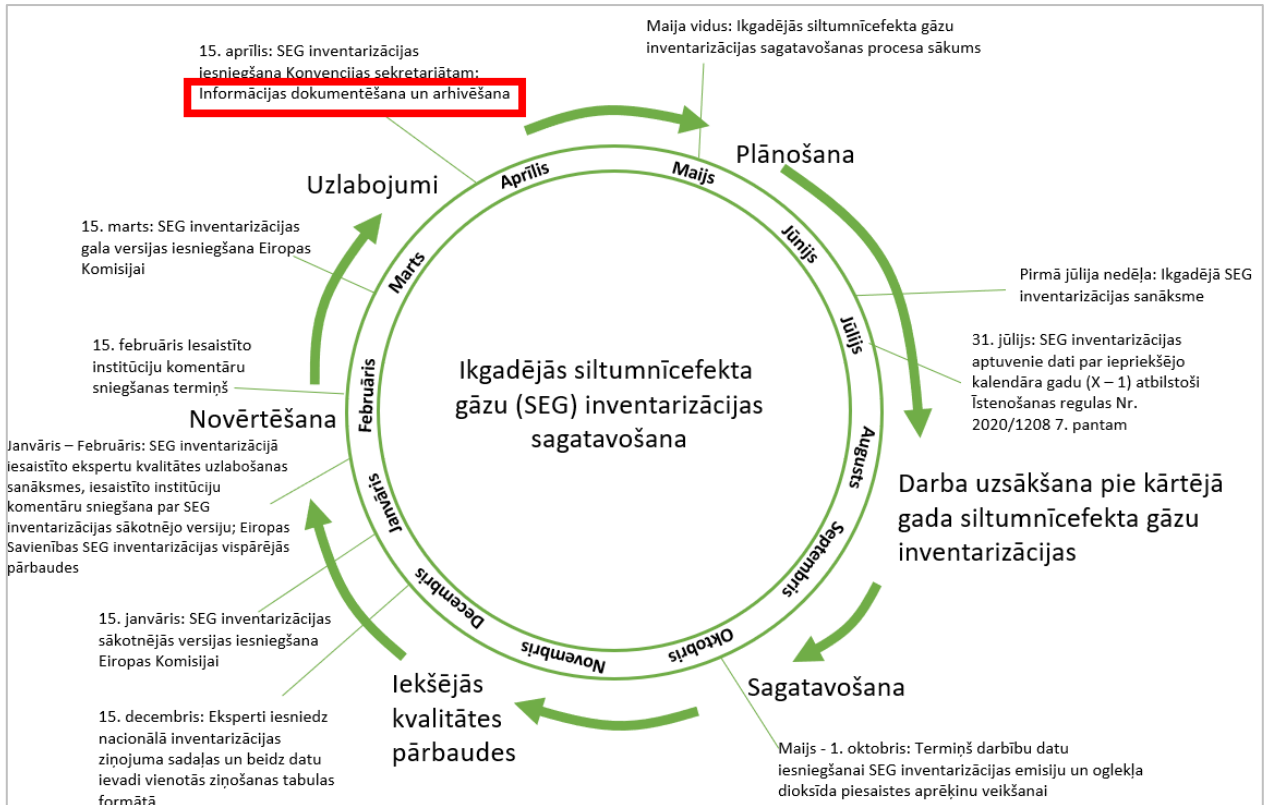 15. aprīlis: SEG inventarizācijas
iesniegšana Konvencijas sekretariātam;
Informācijas dokumentēšana un arhivēšana
Maija vidus: Ikgadējās siltumnīcefekta gāzu
inventarizācijas sagatavošanas procesa sākums
Plānošana
Uzlabojumi
Aprīlis
Maijs
15. marts: SEG inventarizācijas
gala versijas iesniegšana Eiropas
Komisijai
Marts
Jūnijs
Pirmā jūlija nedēļa: Ikgadējā SEG
inventarizācijas sanāksme
Jūlijs
31. jūlijs: SEG inventarizācijas
aptuvenie dati par iepriekšējo
kalendāra gadu (X – 1) atbilstoši
Īstenošanas regulas Nr.
2020/1208 7. pantam
15. februāris Iesaistīto
institūciju komentāru
sniegšanas termiņš
Februāris
Ikgadējās siltumnīcefekta
gāzu (SEG) inventarizācijas
sagatavošana
Novērtēšana
Augusts
Janvāris – Februāris: SEG inventarizācijā
iesaistīto ekspertu kvalitātes uzlabošanas
sanāksmes, iesaistīto institūciju
komentāru sniegšana par SEG
inventarizācijas sākotnējo versiju; Eiropas
Savienības SEG inventarizācijas vispārējās
pārbaudes
Janvāris
Darba uzsākšana pie kārtējā
gada siltumnīcefekta gāzu
inventarizācijas
Septembris
Decembris
15. janvāris: SEG inventarizācijas
sākotnējās versijas iesniegšana
Eiropas Komisijai
Novembris
Oktobris
Iekšējās
kvalitātes
pārbaudes
Sagatavošana
15. decembris: Eksperti iesniedz
nacionālā inventarizācijas
ziņojuma sadaļas un beidz datu
ievadi vienotās ziņošanas tabulas
formātā
Maijs - 1. oktobris: Termiņš darbību datu
iesniegšanai SEG inventarizācijas emisiju un oglekļa
dioksīda piesaistes aprēķinu veikšanai